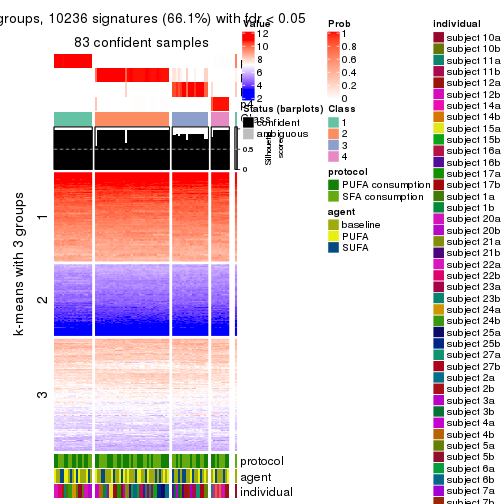 groups, 10236 signatures (66.1%) with fdr < 0.05
83 confident samples
k-means with 3 groups
1
2
3
protocol
agent
individual
Value
12
10
8
6
4
2
Prob
1
0.8
0.6
0.4
0.2
0
Status (barplots)
confident
ambiguous
Silhouette
score
1
0.5
0
Class
1
2
3
4
protocol
PUFA consumption
SFA consumption
agent
baseline
PUFA
SUFA
individual
subject 10a
subject 10b
subject 11a
subject 11b
subject 12a
subject 12b
subject 14a
subject 14b
subject 15a
subject 15b
subject 16a
subject 16b
subject 17a
subject 17b
subject 1a
subject 1b
subject 20a
subject 20b
subject 21a
subject 21b
subject 22a
subject 22b
subject 23a
subject 23b
subject 24a
subject 24b
subject 25a
subject 25b
subject 27a
subject 27b
subject 2a
subject 2b
subject 3a
subject 3b
subject 4a
subject 4b
subject 5a
subject 5b
subject 6a
subject 6b
subject 7a
subject 7b